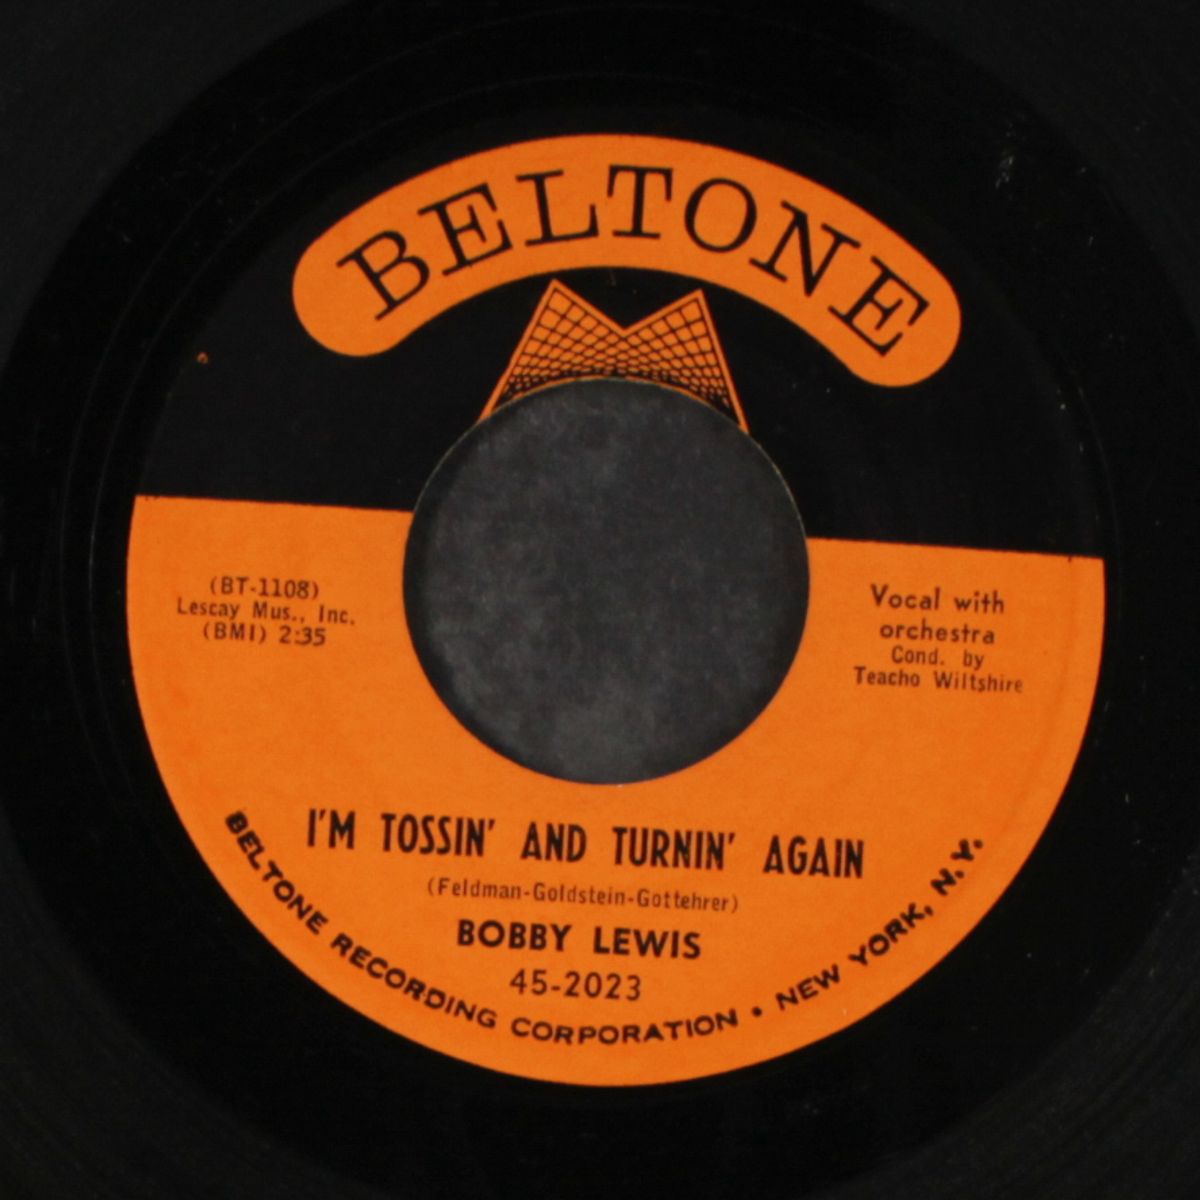 BELTONE
(BT-1108)
Lescay Mus., Inc.
(BMI) 2:35
Vocal with
orchestra
Cond. by
Teacho Wiltshire
I'M TOSSIN' AND TURNIN' AGAIN
(Feldman-Goldstein-Gottehrer)
BOBBY LEWIS
45-2023
BELTONE RECORDING CORPORATION • NEW YORK, N.Y.